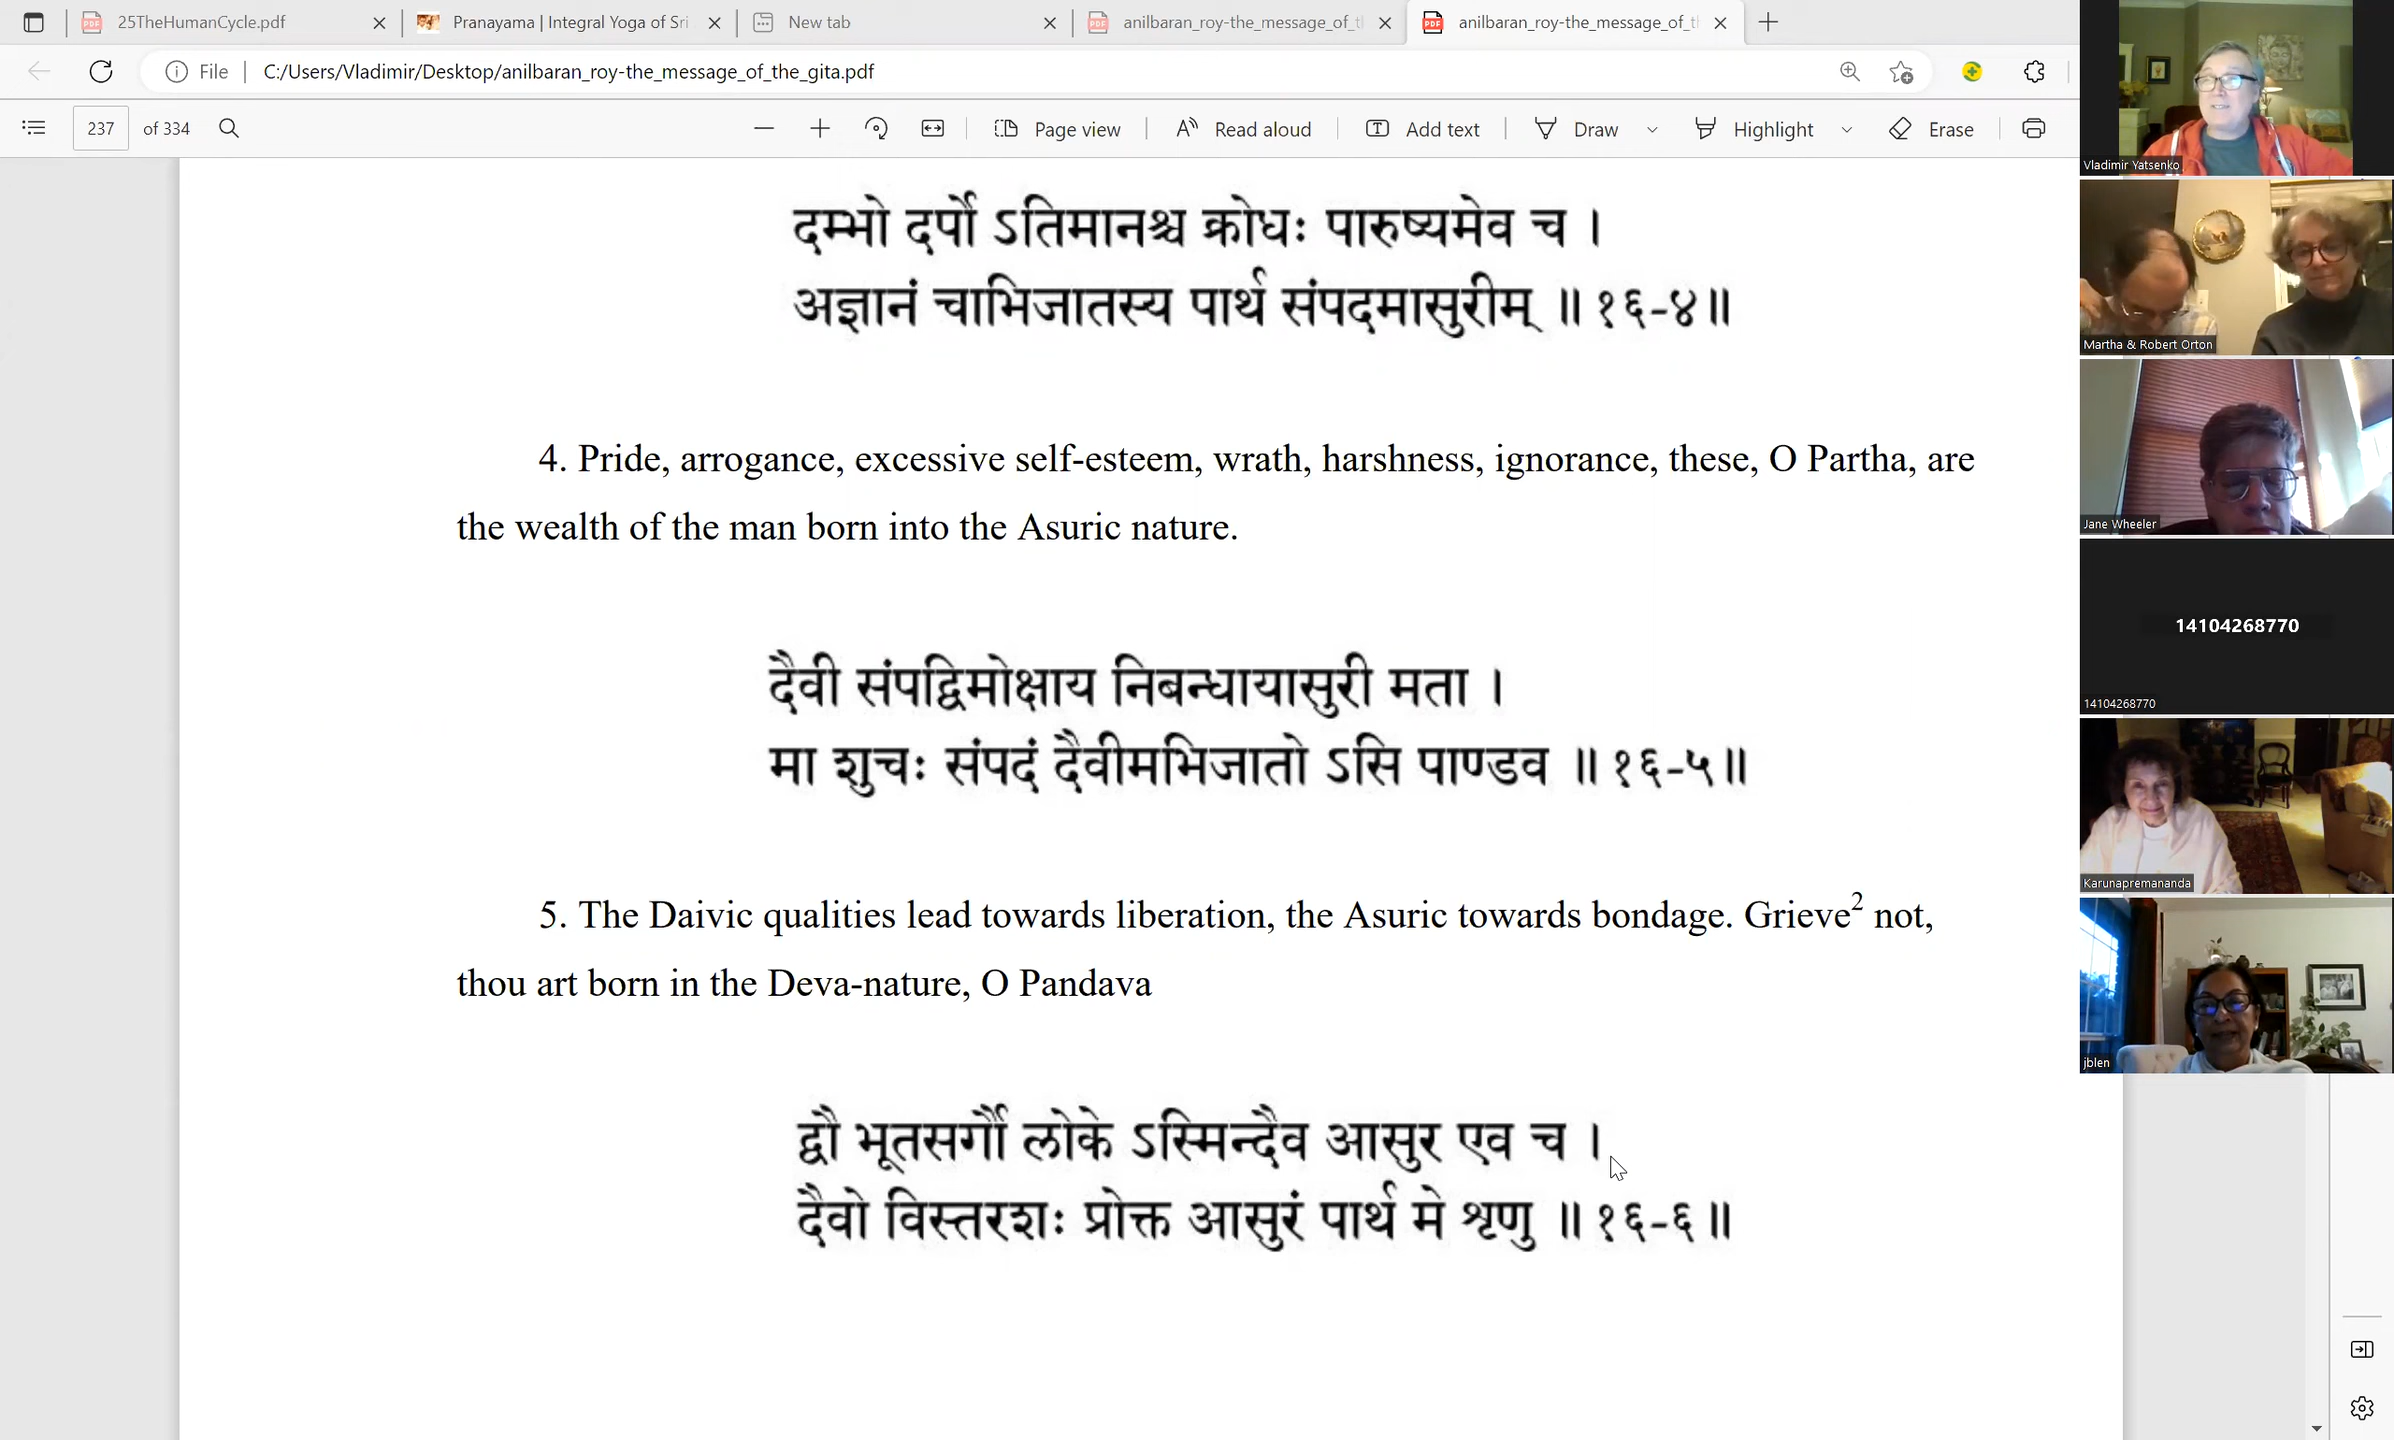 25TheHumanCycle.pdf
Pranayama | Integral Yoga of Sri
New tab
anilbaran_roy-the_message_of_t
anilbaran_roy-the_message_of_t
File
C:/Users/Vladimir/Desktop/anilbaran_roy-the_message_of_the_gita.pdf
237 of 334
Page view
Read aloud
Add text
Draw
Highlight
Erase
दम्भो दर्पो ऽतिमानश्च क्रोधः पारुष्यमेव च ।
अज्ञानं चाभिजातस्य पार्थ संपदमासुरीम् ॥ १६-४॥
4. Pride, arrogance, excessive self-esteem, wrath, harshness, ignorance, these, O Partha, are
the wealth of the man born into the Asuric nature.
दैवी संपद्विमोक्षाय निबन्धायासुरी मता ।
मा शुचः संपदं दैवीमभिजातो ऽसि पाण्डव ॥ १६-५॥
5. The Daivic qualities lead towards liberation, the Asuric towards bondage. Grieve² not,
thou art born in the Deva-nature, O Pandava
द्वौ भूतसर्गौ लोके ऽस्मिन्दैव आसुर एव च ।
दैवो विस्तरशः प्रोक्त आसुरं पार्थ मे शृणु ॥ १६-६॥
Vladimir Yatsenko
Martha & Robert Orton
Jane Wheeler
14104268770
14104268770
Karunapremananda
jblen